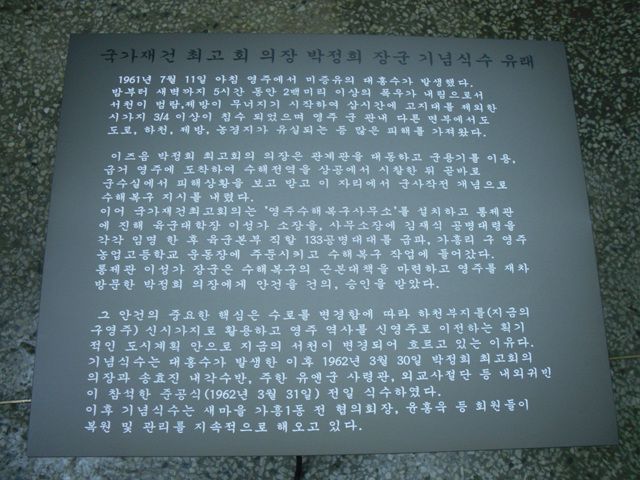 국가재건 최고 회 의장 박정희 장군 기념식수 유래
1961년 7월 11일 아침 영주에서 미증유의 대홍수가 발생했다.
밤부터 새벽까지 5시간 동안 2백미리 이상의 폭우가 내림으로서
서천이 범람,제방이 무너지기 시작하여 삽시간에 고지대를 제외한
시가지 3/4 이상이 침수 되었으며 영주 군 관내 다른 면부에서도
도로, 하천, 제방, 농경지가 유실되는 등 많은 피해를 가져왔다.
이즈음 박정희 최고회의 의장은 관계관을 대동하고 군용기를 이용,
급거 영주에 도착하여 수해전역을 상공에서 시찰한 뒤 곧바로
군수실에서 피해상황을 보고 받고 이 자리에서 군사작전 개념으로
수해복구 지시를 내렸다.
이어 국가재건최고회의는 '영주수해복구사무소'를 설치하고 통제관
에 진해 육군대학장 이성가 소장을, 사무소장에 김재식 공병대령을
각각 임명 한 후 육군본부 직할 133공병대대를 급파, 가흥리 구 영주
농업고등학교 운동장에 주둔시키고 수해복구 작업에 들어갔다.
통제관 이성가 장군은 수해복구의 근본대책을 마련하고 영주를 재차
방문한 박정희 의장에게 안건을 건의, 승인을 받았다.
그 안건의 중요한 핵심은 수로를 변경함에 따라 하천부지를(지금의
구영주) 신시가지로 활용하고 영주 역사를 신영주로 이전하는 획기
적인 도시계획 안으로 지금의 서천이 변경되어 흐르고 있는 이유다.
기념식수는 대홍수가 발생한 이후 1962년 3월 30일 박정희 최고회의
의장과 송효진 내각수반, 주한 유엔군 사령관, 외교사절단 등 내외귀빈
이 참석한 준공식(1962년 3월 31일) 전일 식수하였다.
이후 기념식수는 새마을 가흥1동 전 협의회장, 윤홍욱 등 회원들이
복원 및 관리를 지속적으로 해오고 있다.